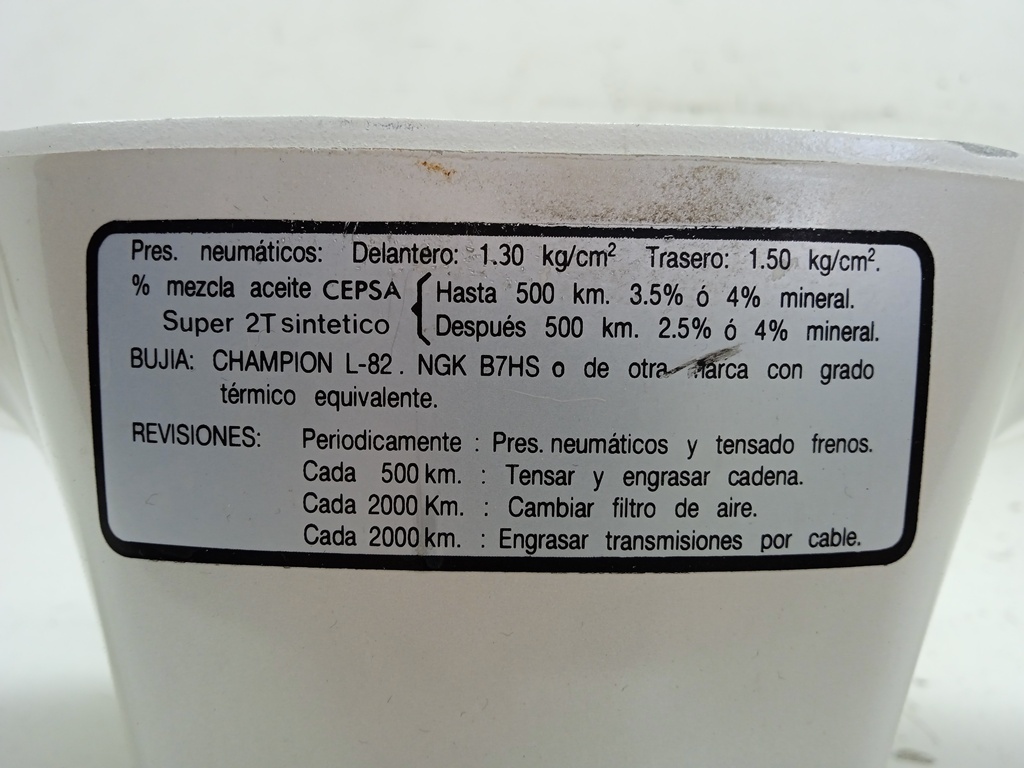 Pres. neumáticos: Delantero: 1.30 kg/cm² Trasero: 1.50 kg/cm².
% mezcla aceite CEPSA { Hasta 500 km. 3.5% ó 4% mineral.
Super 2T sintetico Después 500 km. 2.5% ó 4% mineral.
BUJIA: CHAMPION L-82. NGK B7HS o de otra marca con grado
térmico equivalente.
REVISIONES: Periodicamente : Pres. neumáticos y tensado frenos.
Cada 500 km. : Tensar y engrasar cadena.
Cada 2000 Km. : Cambiar filtro de aire.
Cada 2000 km. : Engrasar transmisiones por cable.